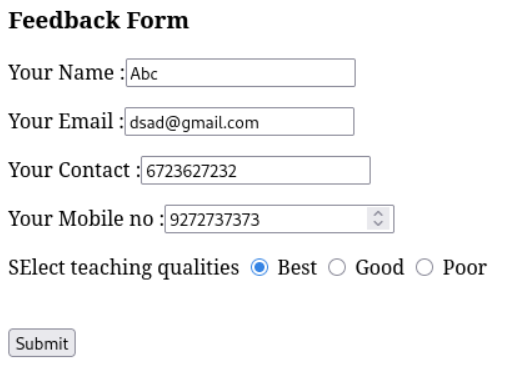 Feedback Form
Your Name : Abc
Your Email : dsad@gmail.com
Your Contact : 6723627232
Your Mobile no : 9272737373
SElect teaching qualities Best Good Poor
Submit